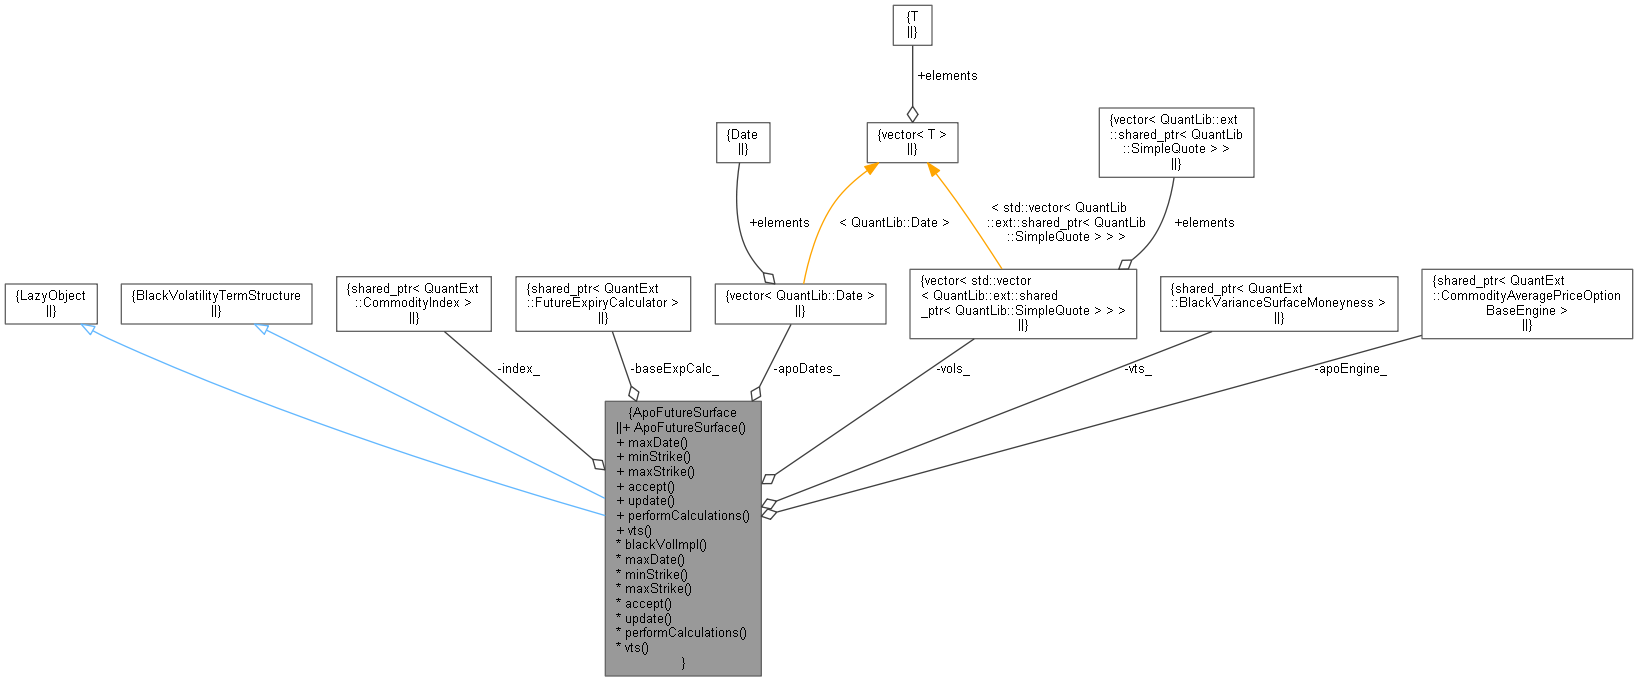 {T
||}
+elements
{Date
||}
{vector< T >
||}
{vector< QuantLib::ext
::shared_ptr< QuantLib
::SimpleQuote > >
||}
+elements
< QuantLib::Date >
< std::vector< QuantLib
::ext::shared_ptr< QuantLib
::SimpleQuote > > >
+elements
{LazyObject
||}
{BlackVolatilityTermStructure
||}
{shared_ptr< QuantExt
::CommodityIndex >
||}
{shared_ptr< QuantExt
::FutureExpiryCalculator >
||}
{vector< QuantLib::Date >
||}
{vector< std::vector
< QuantLib::ext::shared
_ptr< QuantLib::SimpleQuote > > >
||}
{shared_ptr< QuantExt
::BlackVarianceSurfaceMoneyness >
||}
{shared_ptr< QuantExt
::CommodityAveragePriceOption
BaseEngine >
||}
-index_
-baseExpCalc_
-apoDates_
-vols_
-vts_
-apoEngine_
{ApoFutureSurface
||+ ApoFutureSurface()
+ maxDate()
+ minStrike()
+ maxStrike()
+ accept()
+ update()
+ performCalculations()
+ vts()
* blackVolImpl()
* maxDate()
* minStrike()
* maxStrike()
* accept()
* update()
* performCalculations()
* vts()
}